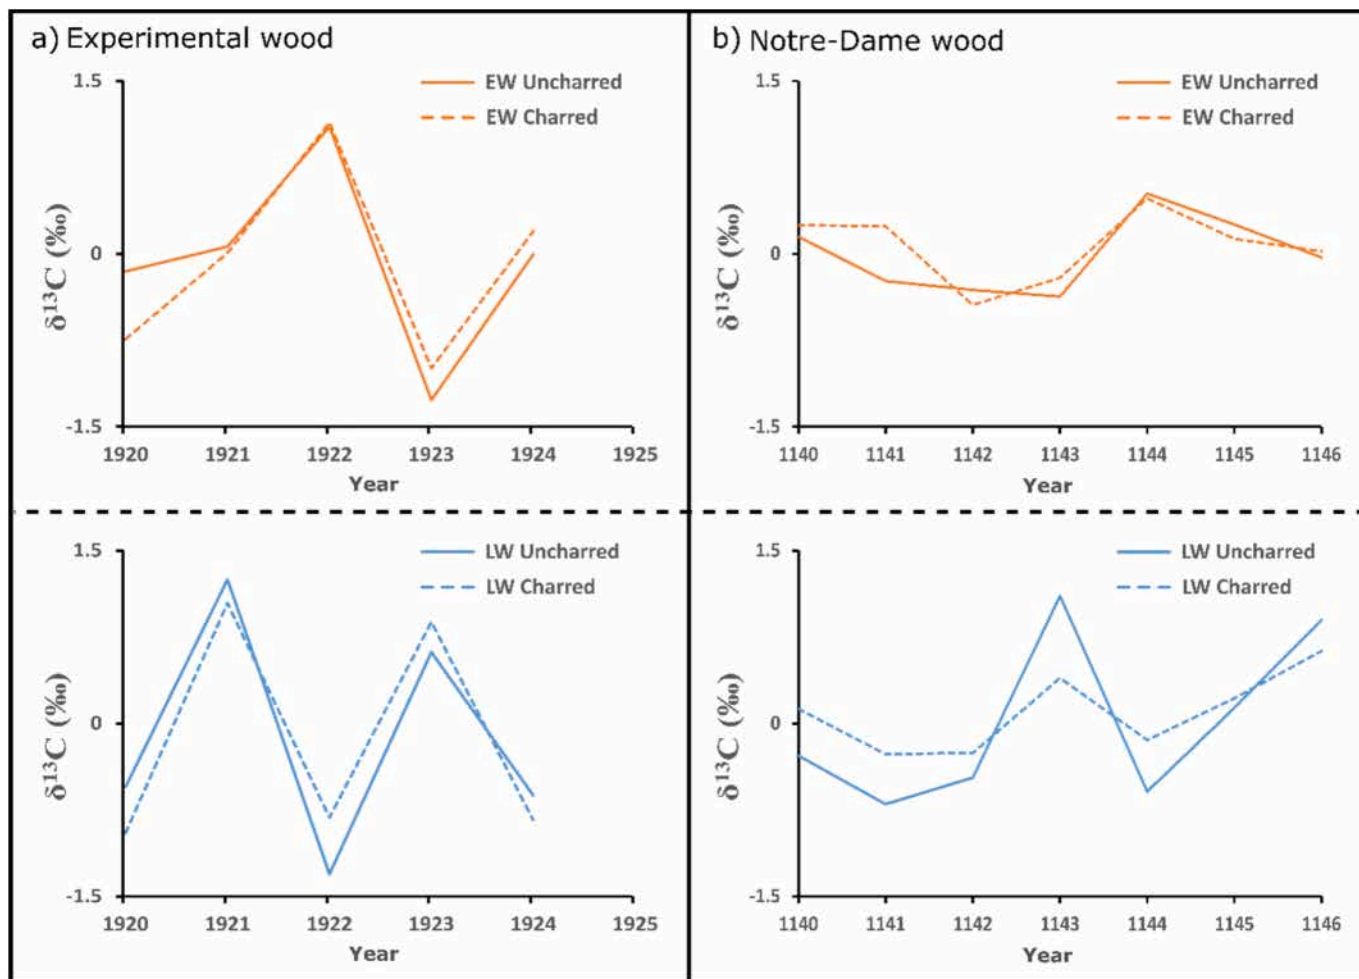 a) Experimental wood
1.5
EW Uncharred
EW Charred
δ¹³C (‰)
0
-1.5
1920 1921 1922 1923 1924 1925
Year
b) Notre-Dame wood
1.5
EW Uncharred
EW Charred
δ¹³C (‰)
0
-1.5
1140 1141 1142 1143 1144 1145 1146
Year
1.5
LW Uncharred
LW Charred
δ¹³C (‰)
0
-1.5
1920 1921 1922 1923 1924 1925
Year
1.5
LW Uncharred
LW Charred
δ¹³C (‰)
0
-1.5
1140 1141 1142 1143 1144 1145 1146
Year